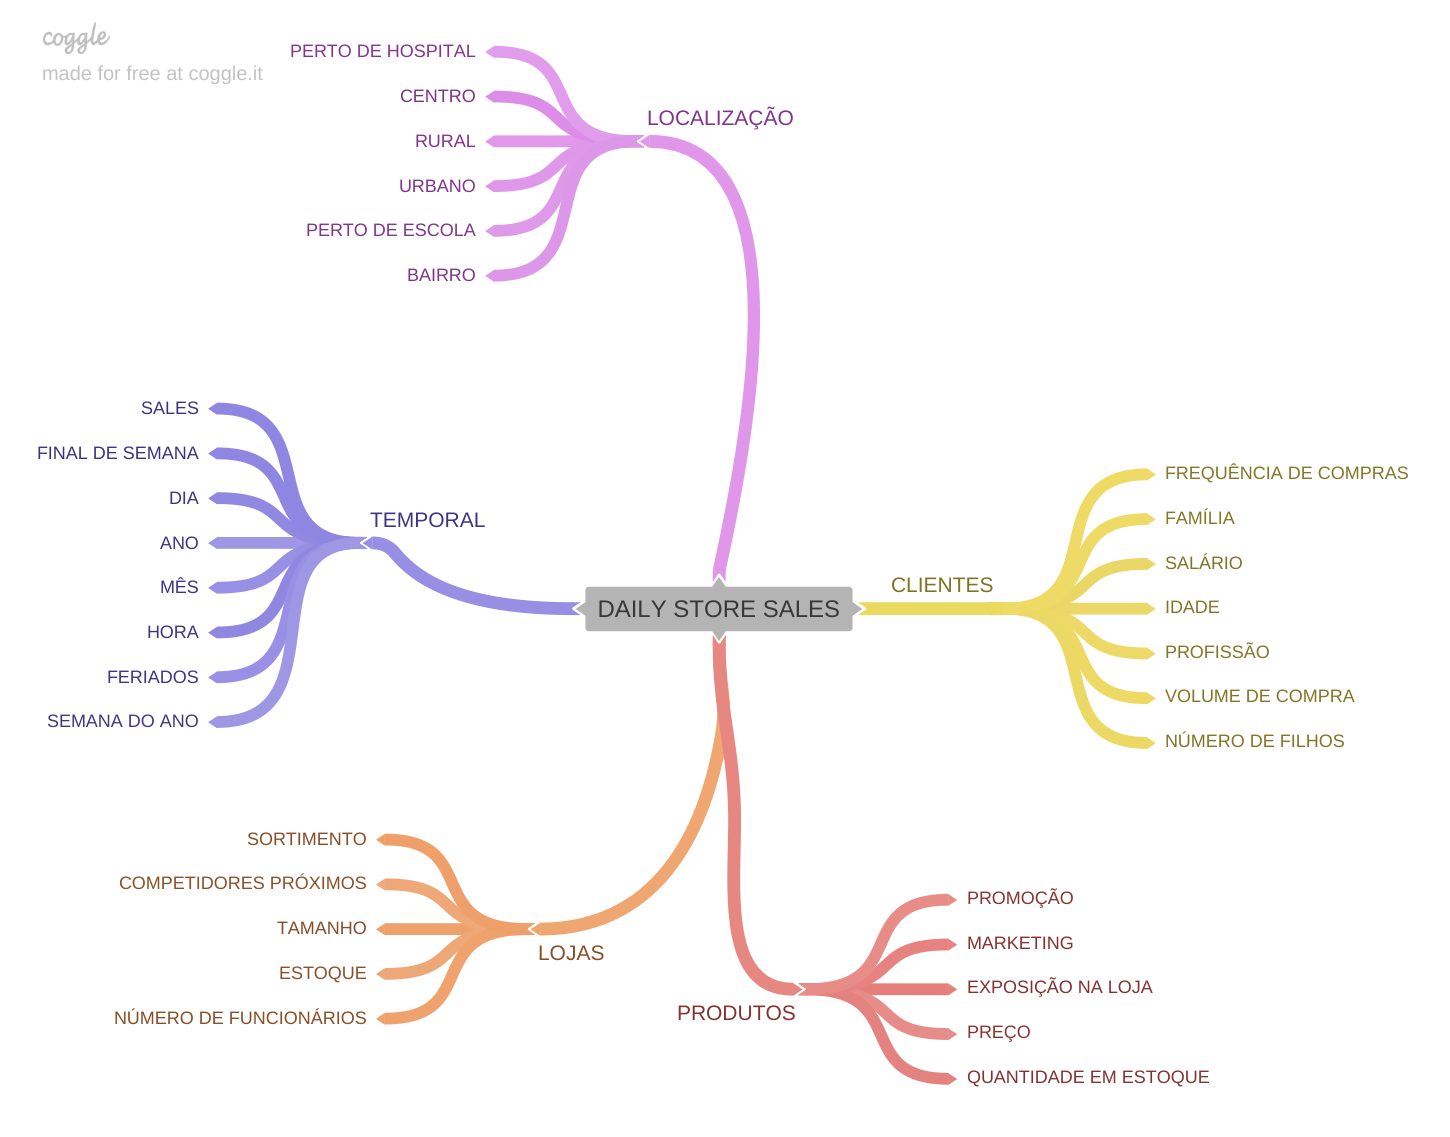 coggle
made for free at coggle.it
PERTO DE HOSPITAL
CENTRO
RURAL
URBANO
PERTO DE ESCOLA
BAIRRO
LOCALIZAÇÃO
SALES
FINAL DE SEMANA
DIA
ANO
MÊS
HORA
FERIADOS
SEMANA DO ANO
TEMPORAL
DAILY STORE SALES
CLIENTES
FREQUÊNCIA DE COMPRAS
FAMÍLIA
SALÁRIO
IDADE
PROFISSÃO
VOLUME DE COMPRA
NÚMERO DE FILHOS
SORTIMENTO
COMPETIDORES PRÓXIMOS
TAMANHO
ESTOQUE
NÚMERO DE FUNCIONÁRIOS
LOJAS
PRODUTOS
PROMOÇÃO
MARKETING
EXPOSIÇÃO NA LOJA
PREÇO
QUANTIDADE EM ESTOQUE